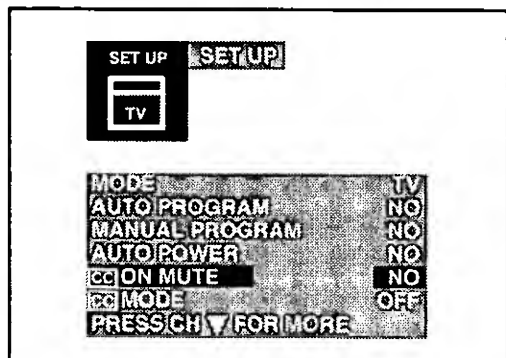 SET UP SET UP
TV
MODE TV
AUTO PROGRAM NO
MANUAL PROGRAM NO
AUTO POWER NO
CC ON MUTE NO
CC MODE OFF
PRESS CH ▼ FOR MORE